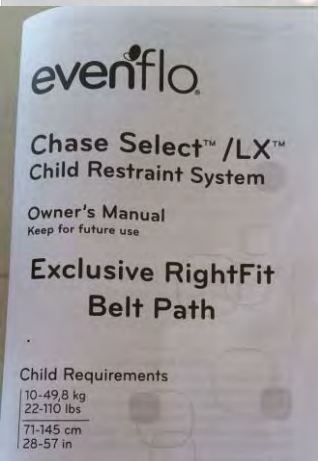 evenflo®
Chase Select™ /LX™
Child Restraint System
Owner's Manual
Keep for future use
Exclusive RightFit
Belt Path
Child Requirements
10-49,8 kg
22-110 lbs
71-145 cm
28-57 in